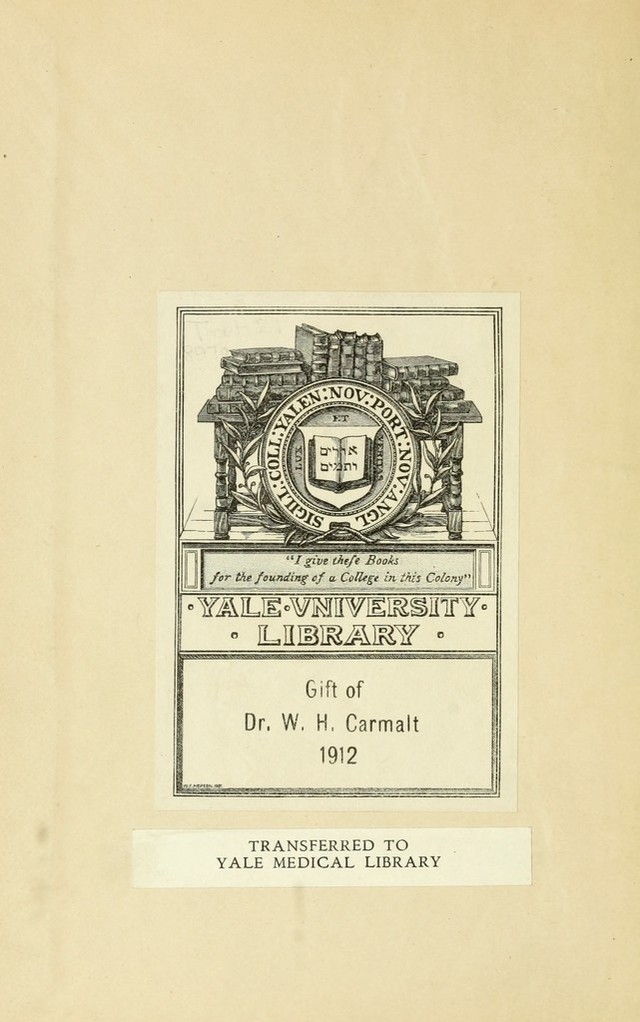 SIGILL:COLL:YALEN:NOV:PORT:NOV:ANGL
ET
LUX
VERITAS
אורים
ותמים
"I give theſe Books
for the founding of a College in this Colony"
·YALE·VNIVERSITY·
· LIBRARY ·
Gift of
Dr. W. H. Carmalt
1912
TRANSFERRED TO
YALE MEDICAL LIBRARY